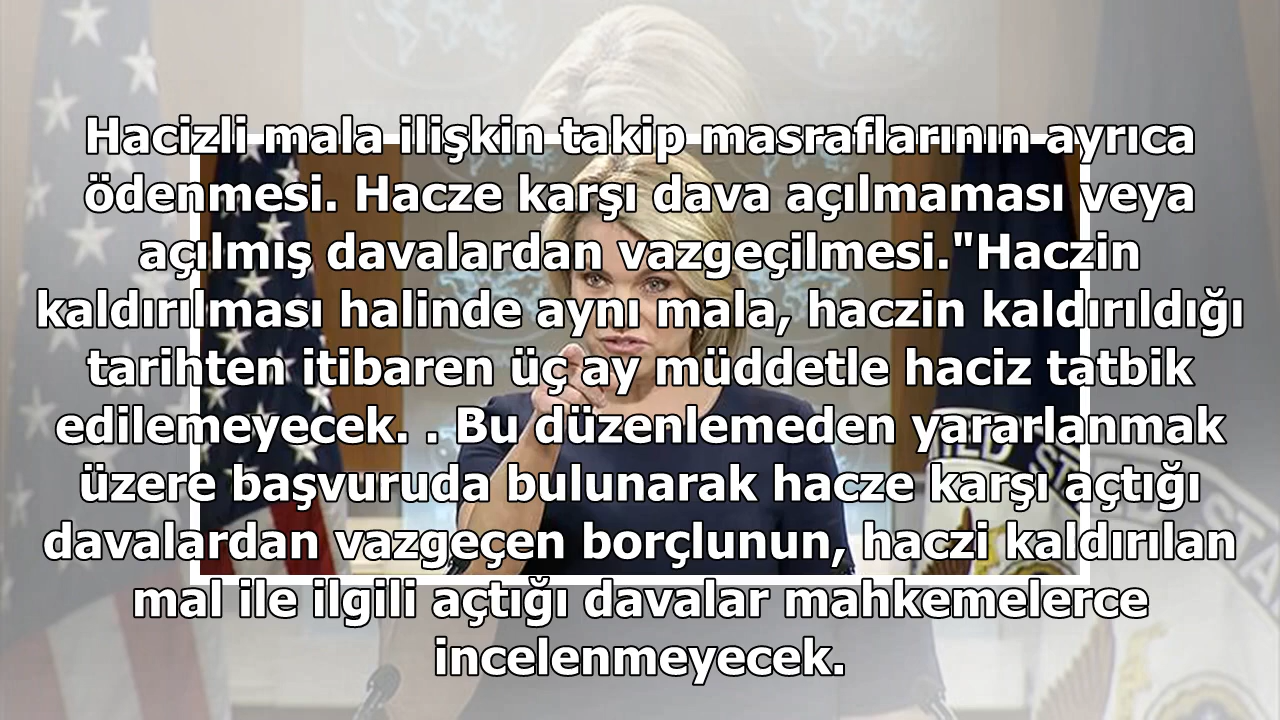 Hacizli mala ilişkin takip masraflarının ayrıca
ödenmesi. Hacze karşı dava açılmaması veya
açılmış davalardan vazgeçilmesi."Haczin
kaldırılması halinde aynı mala, haczin kaldırıldığı
tarihten itibaren üç ay müddetle haciz tatbik
edilemeyecek. . Bu düzenlemeden yararlanmak
üzere başvuruda bulunarak hacze karşı açtığı
davalardan vazgeçen borçlunun, haczi kaldırılan
mal ile ilgili açtığı davalar mahkemelerce
incelenmeyecek.